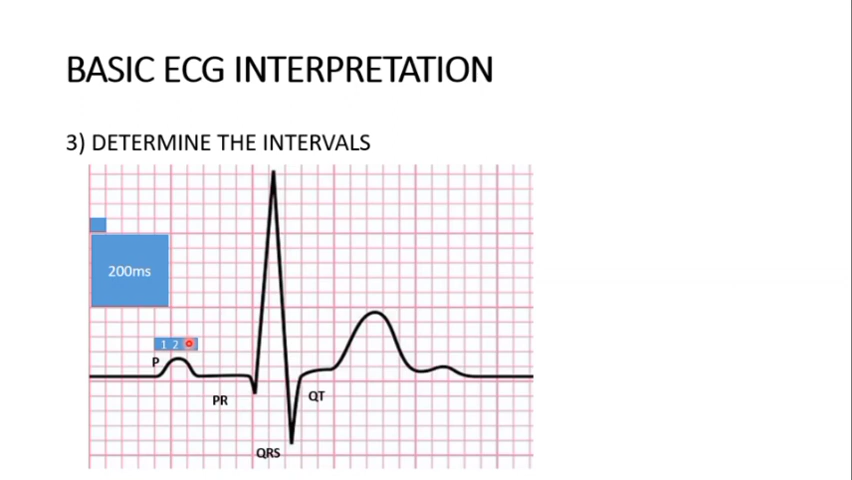 BASIC ECG INTERPRETATION
3) DETERMINE THE INTERVALS
200ms
1 2
P
PR
QT
QRS